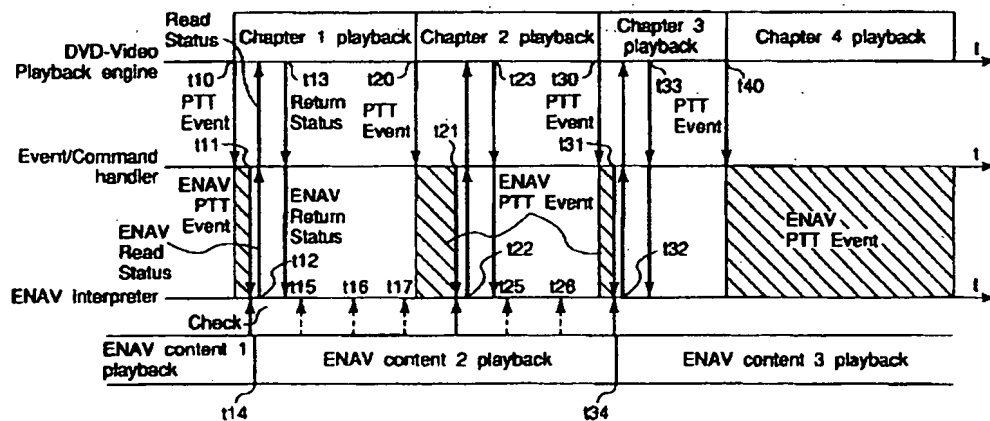 Read
Status
DVD-Video
Playback engine
Chapter 1 playback
Chapter 2 playback
Chapter 3
playback
Chapter 4 playback
t
t10
t13
t20
t23
t30
t33
t40
PTT
Event
Return
Status
PTT
Event
PTT
Event
PTT
Event
t11
t21
t31
Event/Command
handler
t
ENAV
PTT
Event
ENAV
Return
Status
ENAV
PTT Event
ENAV
PTT Event
ENAV
Read
Status
t12
t22
t32
ENAV Interpreter
t15
t16
t17
t25
t26
t
Check
ENAV content 1
playback
ENAV content 2 playback
ENAV content 3 playback
t14
t34